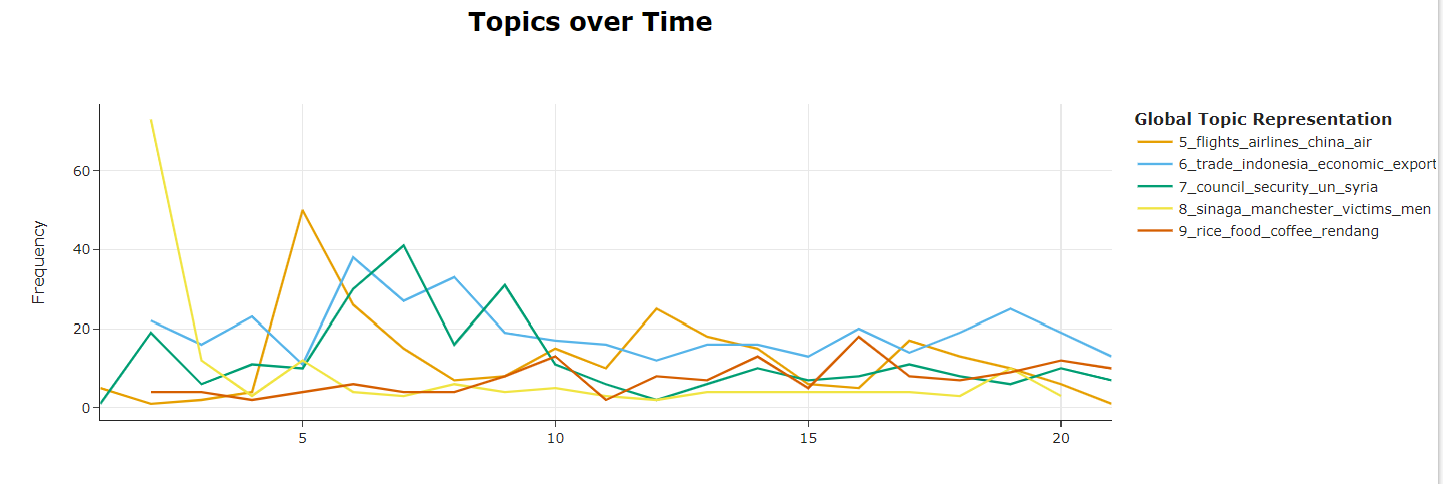 Topics over Time
Global Topic Representation
5_flights_airlines_china_air
6_trade_indonesia_economic_export
7_council_security_un_syria
8_sinaga_manchester_victims_men
9_rice_food_coffee_rendang
Frequency
60
40
20
0
5
10
15
20